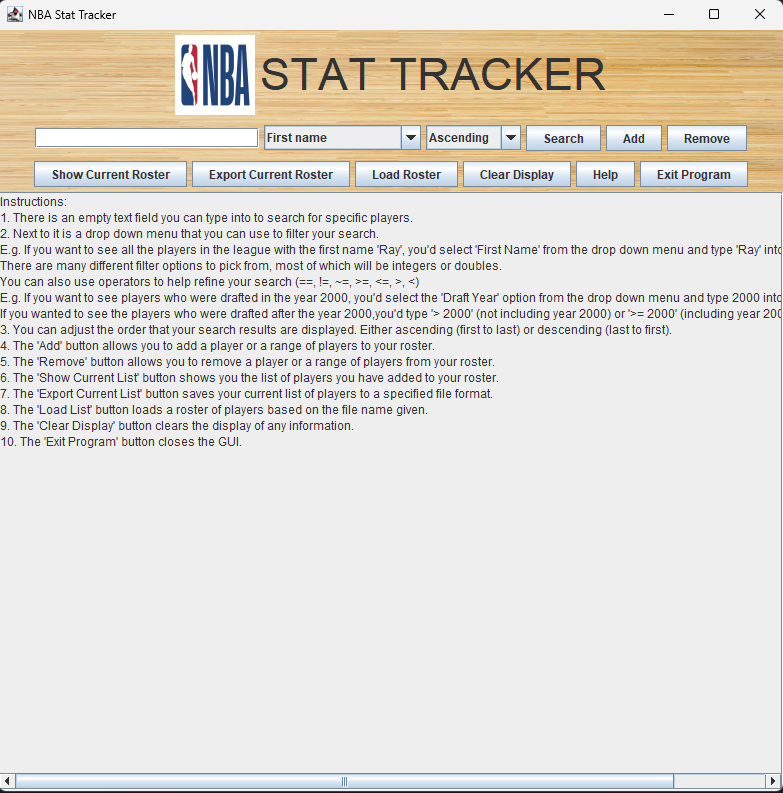 NBA Stat Tracker
NBA STAT TRACKER
First name Ascending Search Add Remove
Show Current Roster Export Current Roster Load Roster Clear Display Help Exit Program
Instructions:
1. There is an empty text field you can type into to search for specific players.
2. Next to it is a drop down menu that you can use to filter your search.
E.g. If you want to see all the players in the league with the first name 'Ray', you'd select 'First Name' from the drop down menu and type 'Ray' into
There are many different filter options to pick from, most of which will be integers or doubles.
You can also use operators to help refine your search (==, !=, ~=, >=, <=, >, <)
E.g. If you want to see players who were drafted in the year 2000, you'd select the 'Draft Year' option from the drop down menu and type 2000 into
If you wanted to see the players who were drafted after the year 2000,you'd type '> 2000' (not including year 2000) or '>= 2000' (including year 200
3. You can adjust the order that your search results are displayed. Either ascending (first to last) or descending (last to first).
4. The 'Add' button allows you to add a player or a range of players to your roster.
5. The 'Remove' button allows you to remove a player or a range of players from your roster.
6. The 'Show Current List' button shows you the list of players you have added to your roster.
7. The 'Export Current List' button saves your current list of players to a specified file format.
8. The 'Load List' button loads a roster of players based on the file name given.
9. The 'Clear Display' button clears the display of any information.
10. The 'Exit Program' button closes the GUI.